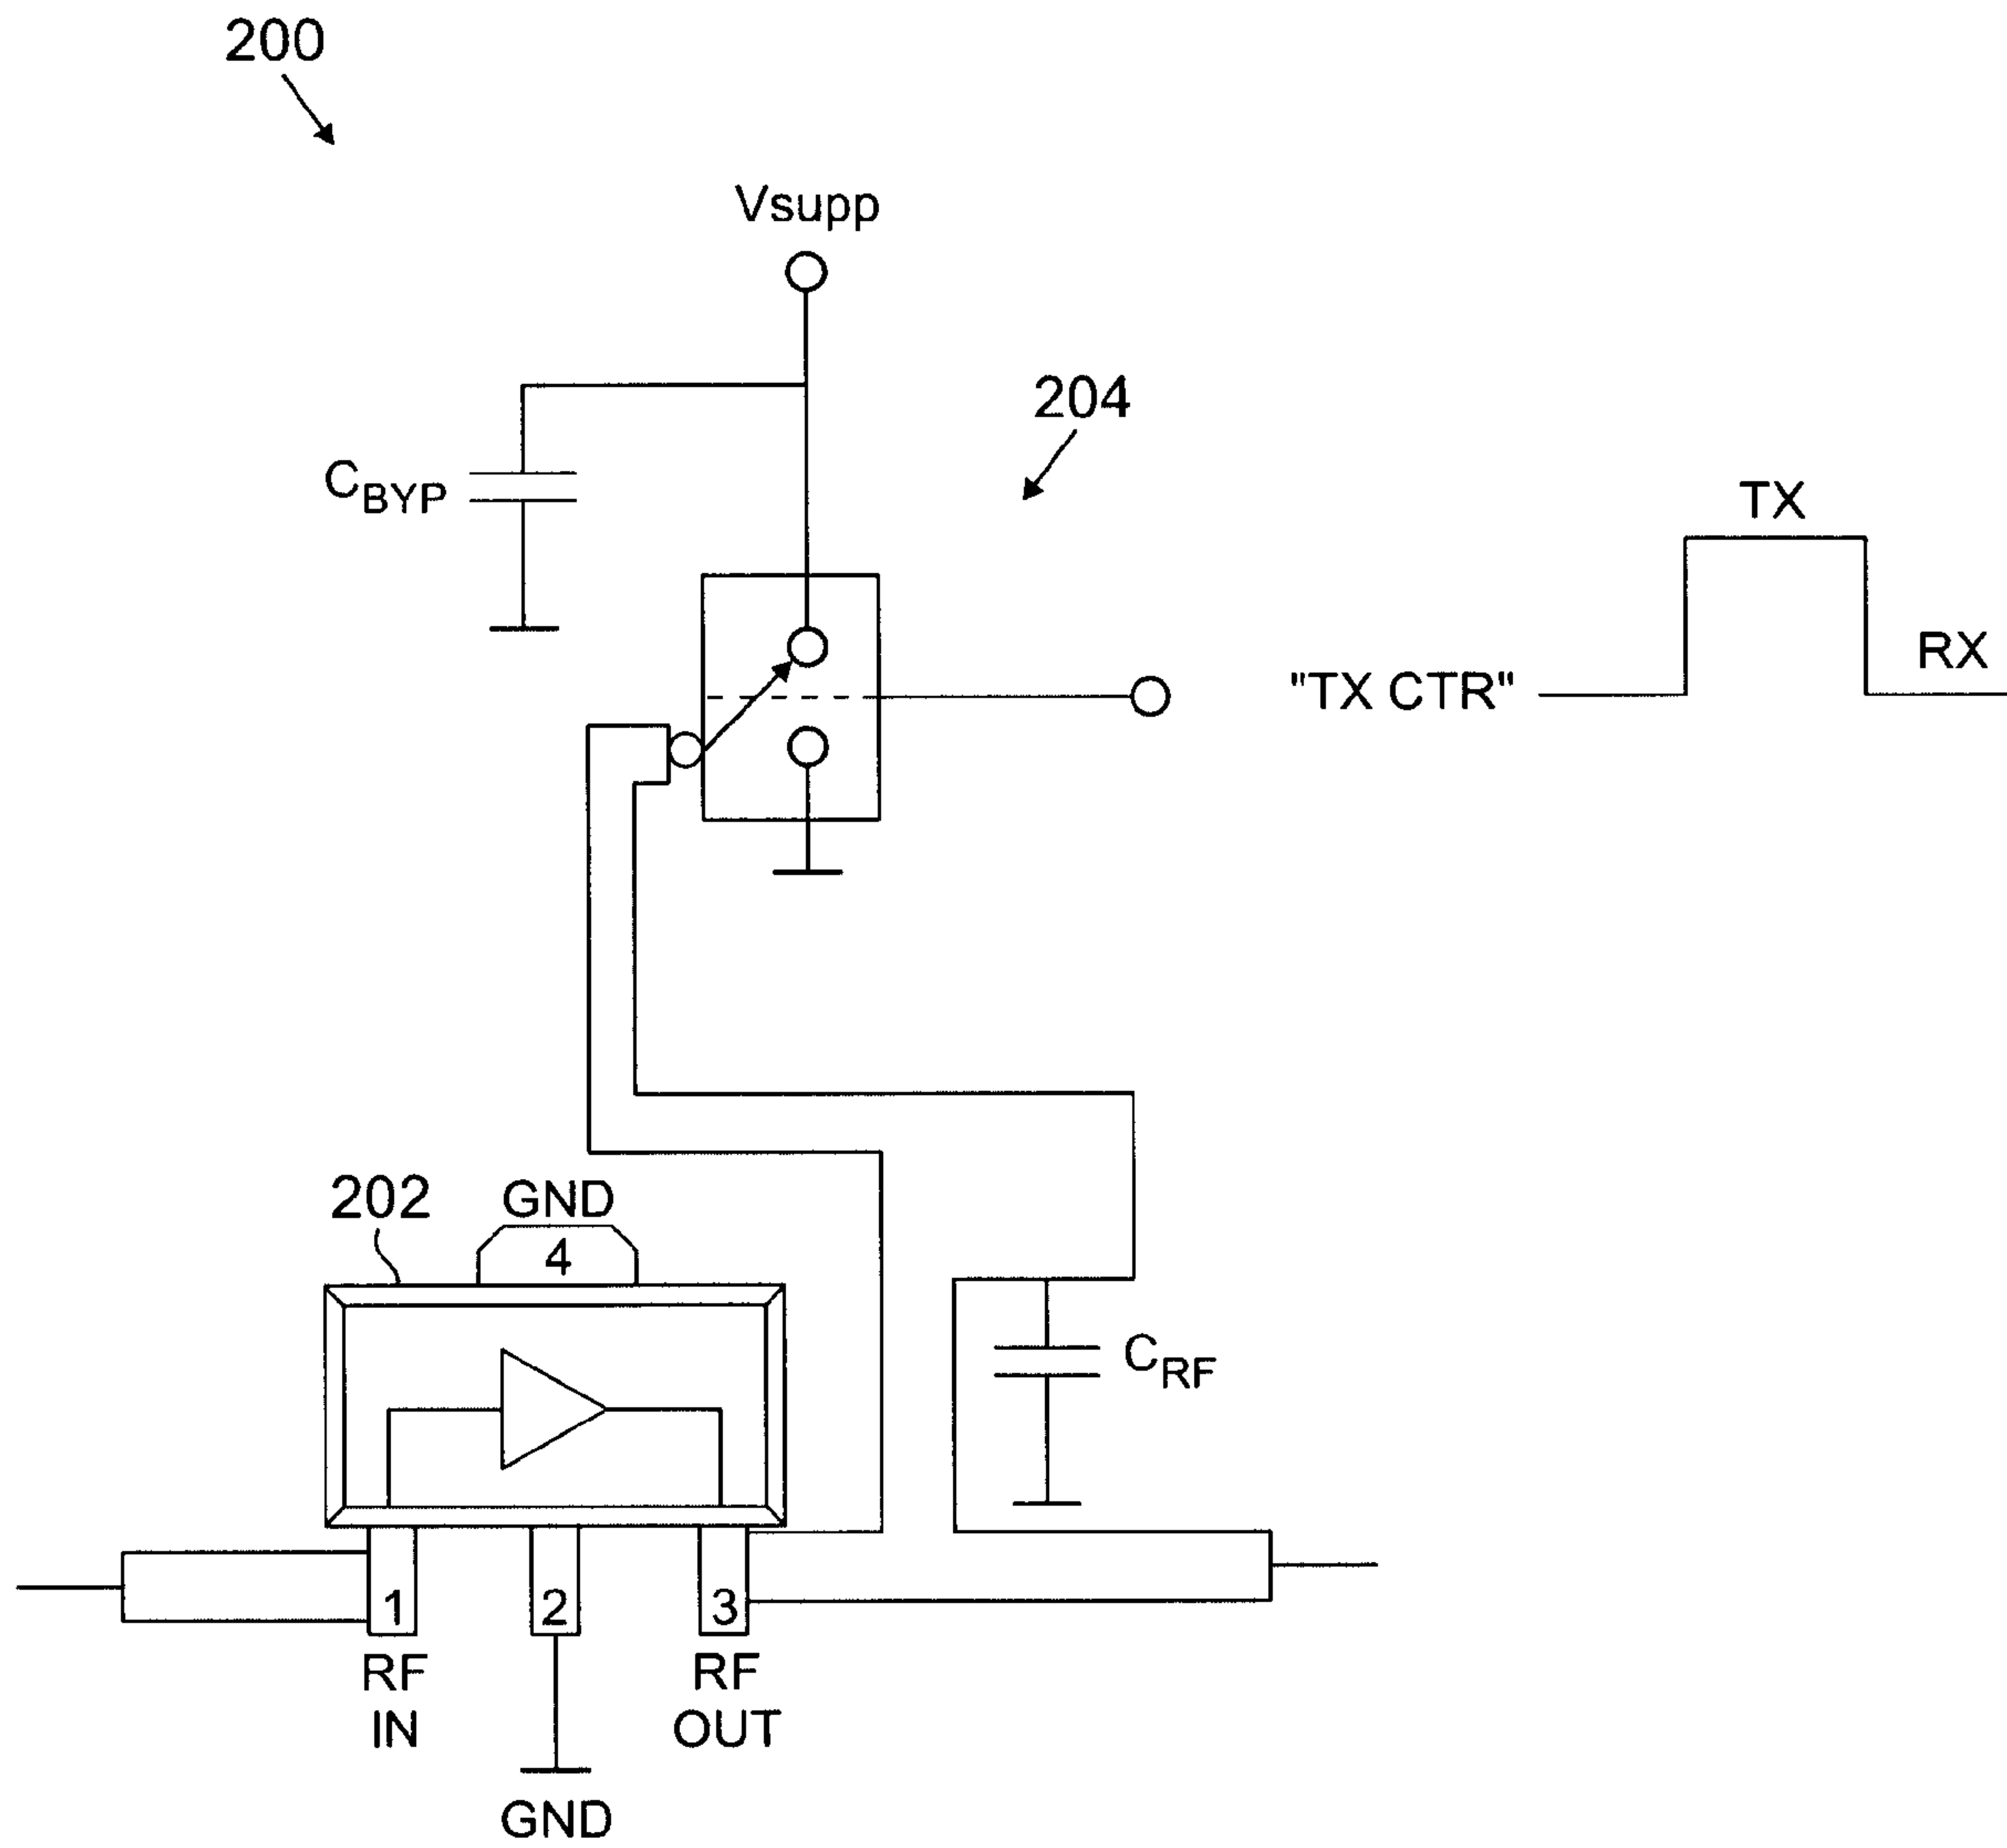 200
Vsupp
204
CBYP
TX
RX
"TX CTR"
202
GND
4
CRF
1
2
3
RF
IN
RF
OUT
GND